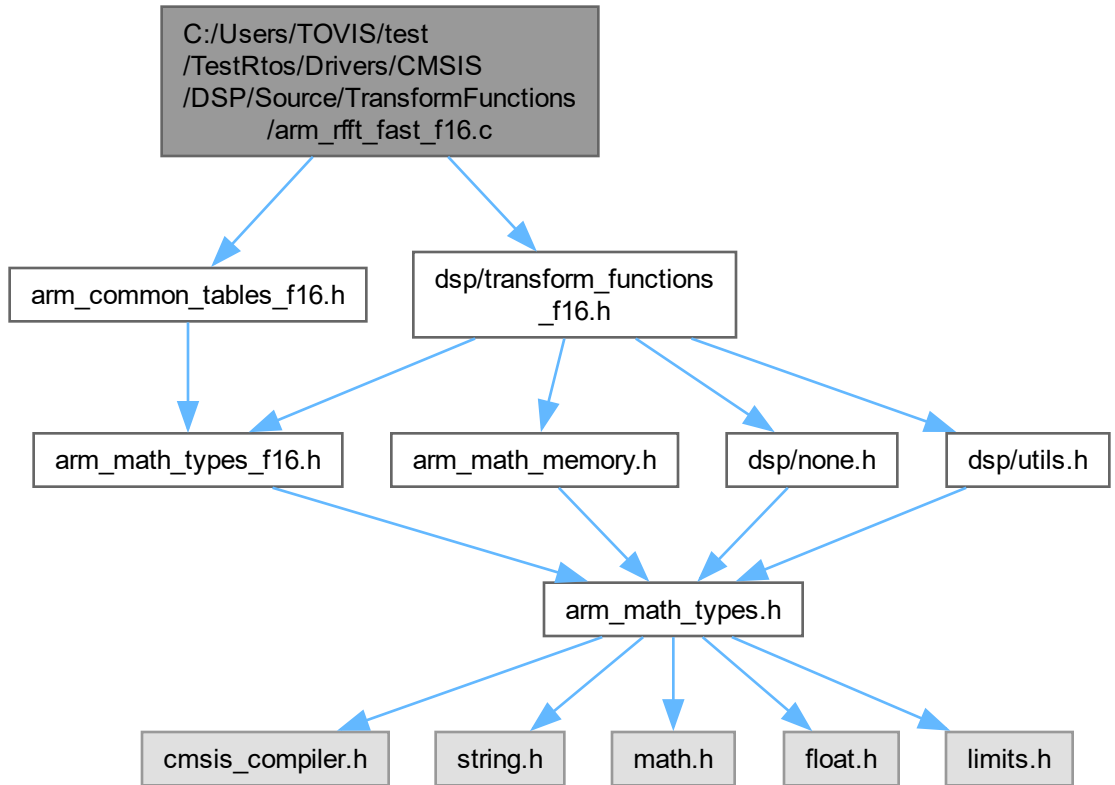 C:/Users/TOVIS/test
/TestRtos/Drivers/CMSIS
/DSP/Source/TransformFunctions
/arm_rfft_fast_f16.c
arm_common_tables_f16.h
dsp/transform_functions
_f16.h
arm_math_types_f16.h
arm_math_memory.h
dsp/none.h
dsp/utils.h
arm_math_types.h
cmsis_compiler.h
string.h
math.h
float.h
limits.h